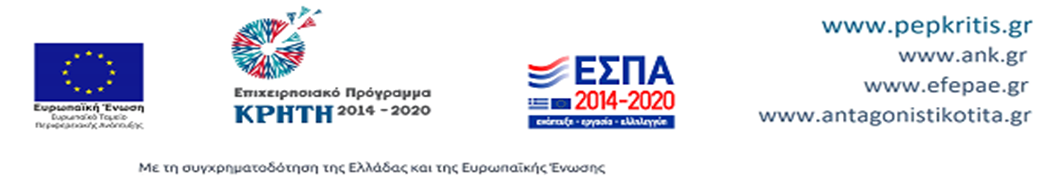 Ευρωπαϊκή Ένωση
Ευρωπαϊκό Ταμείο
Περιφερειακής Ανάπτυξης
Επιχειρησιακό Πρόγραμμα
ΚΡΗΤΗ 2014 - 2020
ΕΣΠΑ
2014-2020
ανάπτυξη - εργασία - αλληλεγγύη
www.pepkritis.gr
www.ank.gr
www.efepae.gr
www.antagonistikotita.gr
Με τη συγχρηματοδότηση της Ελλάδας και της Ευρωπαϊκής Ένωσης